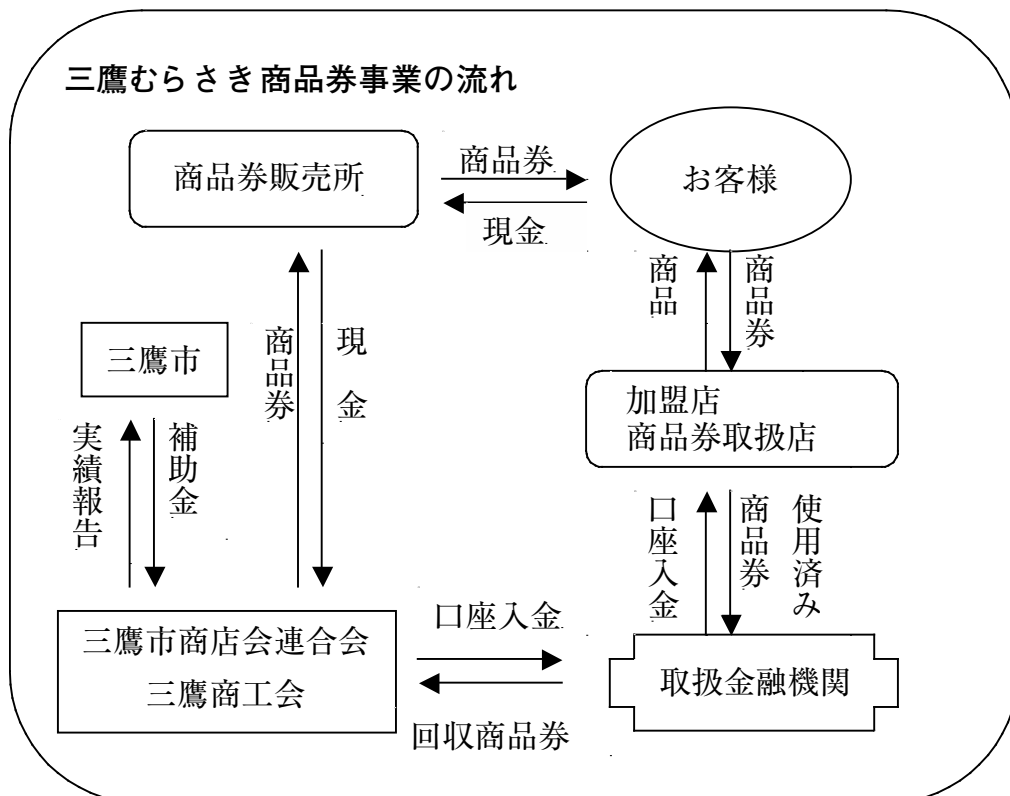 三鷹むらさき商品券事業の流れ
商品券販売所
商品券
現金
お客様
商品
商品券
商品券
現金
三鷹市
加盟店
商品券取扱店
実績報告
補助金
口座入金
使用済み
商品券
三鷹市商店会連合会
三鷹商工会
口座入金
回収商品券
取扱金融機関